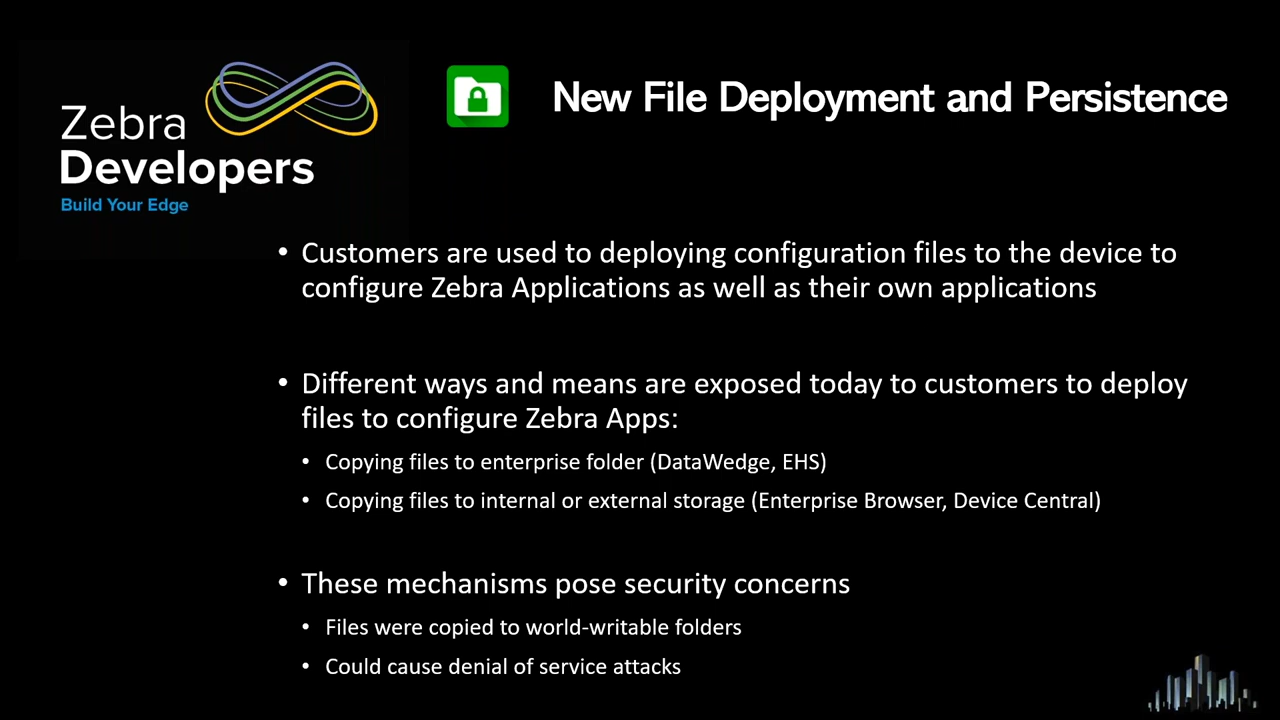 Zebra
Developers
Build Your Edge
New File Deployment and Persistence
• Customers are used to deploying configuration files to the device to
configure Zebra Applications as well as their own applications
• Different ways and means are exposed today to customers to deploy
files to configure Zebra Apps:
• Copying files to enterprise folder (DataWedge, EHS)
• Copying files to internal or external storage (Enterprise Browser, Device Central)
• These mechanisms pose security concerns
• Files were copied to world-writable folders
• Could cause denial of service attacks